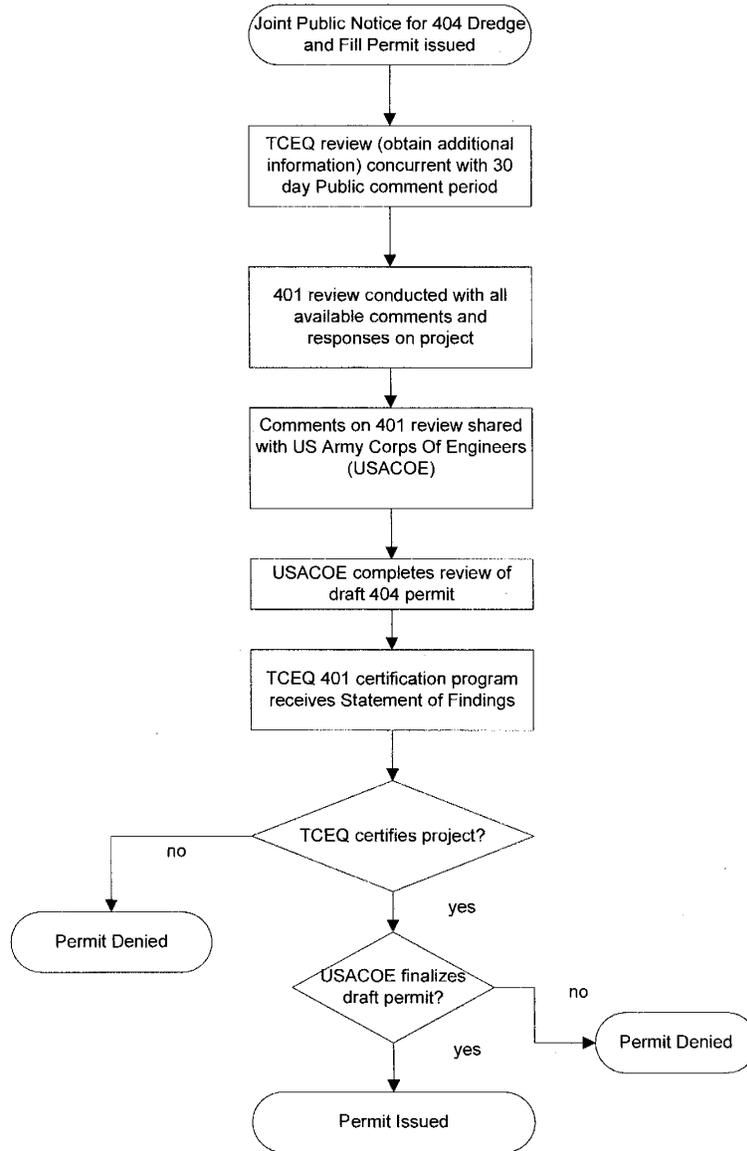 Joint Public Notice for 404 Dredge
and Fill Permit issued
TCEQ review (obtain additional
information) concurrent with 30
day Public comment period
401 review conducted with all
available comments and
responses on project
Comments on 401 review shared
with US Army Corps Of Engineers
(USACOE)
USACOE completes review of
draft 404 permit
TCEQ 401 certification program
receives Statement of Findings
TCEQ certifies project?
no
yes
Permit Denied
USACOE finalizes
draft permit?
no
yes
Permit Denied
Permit Issued